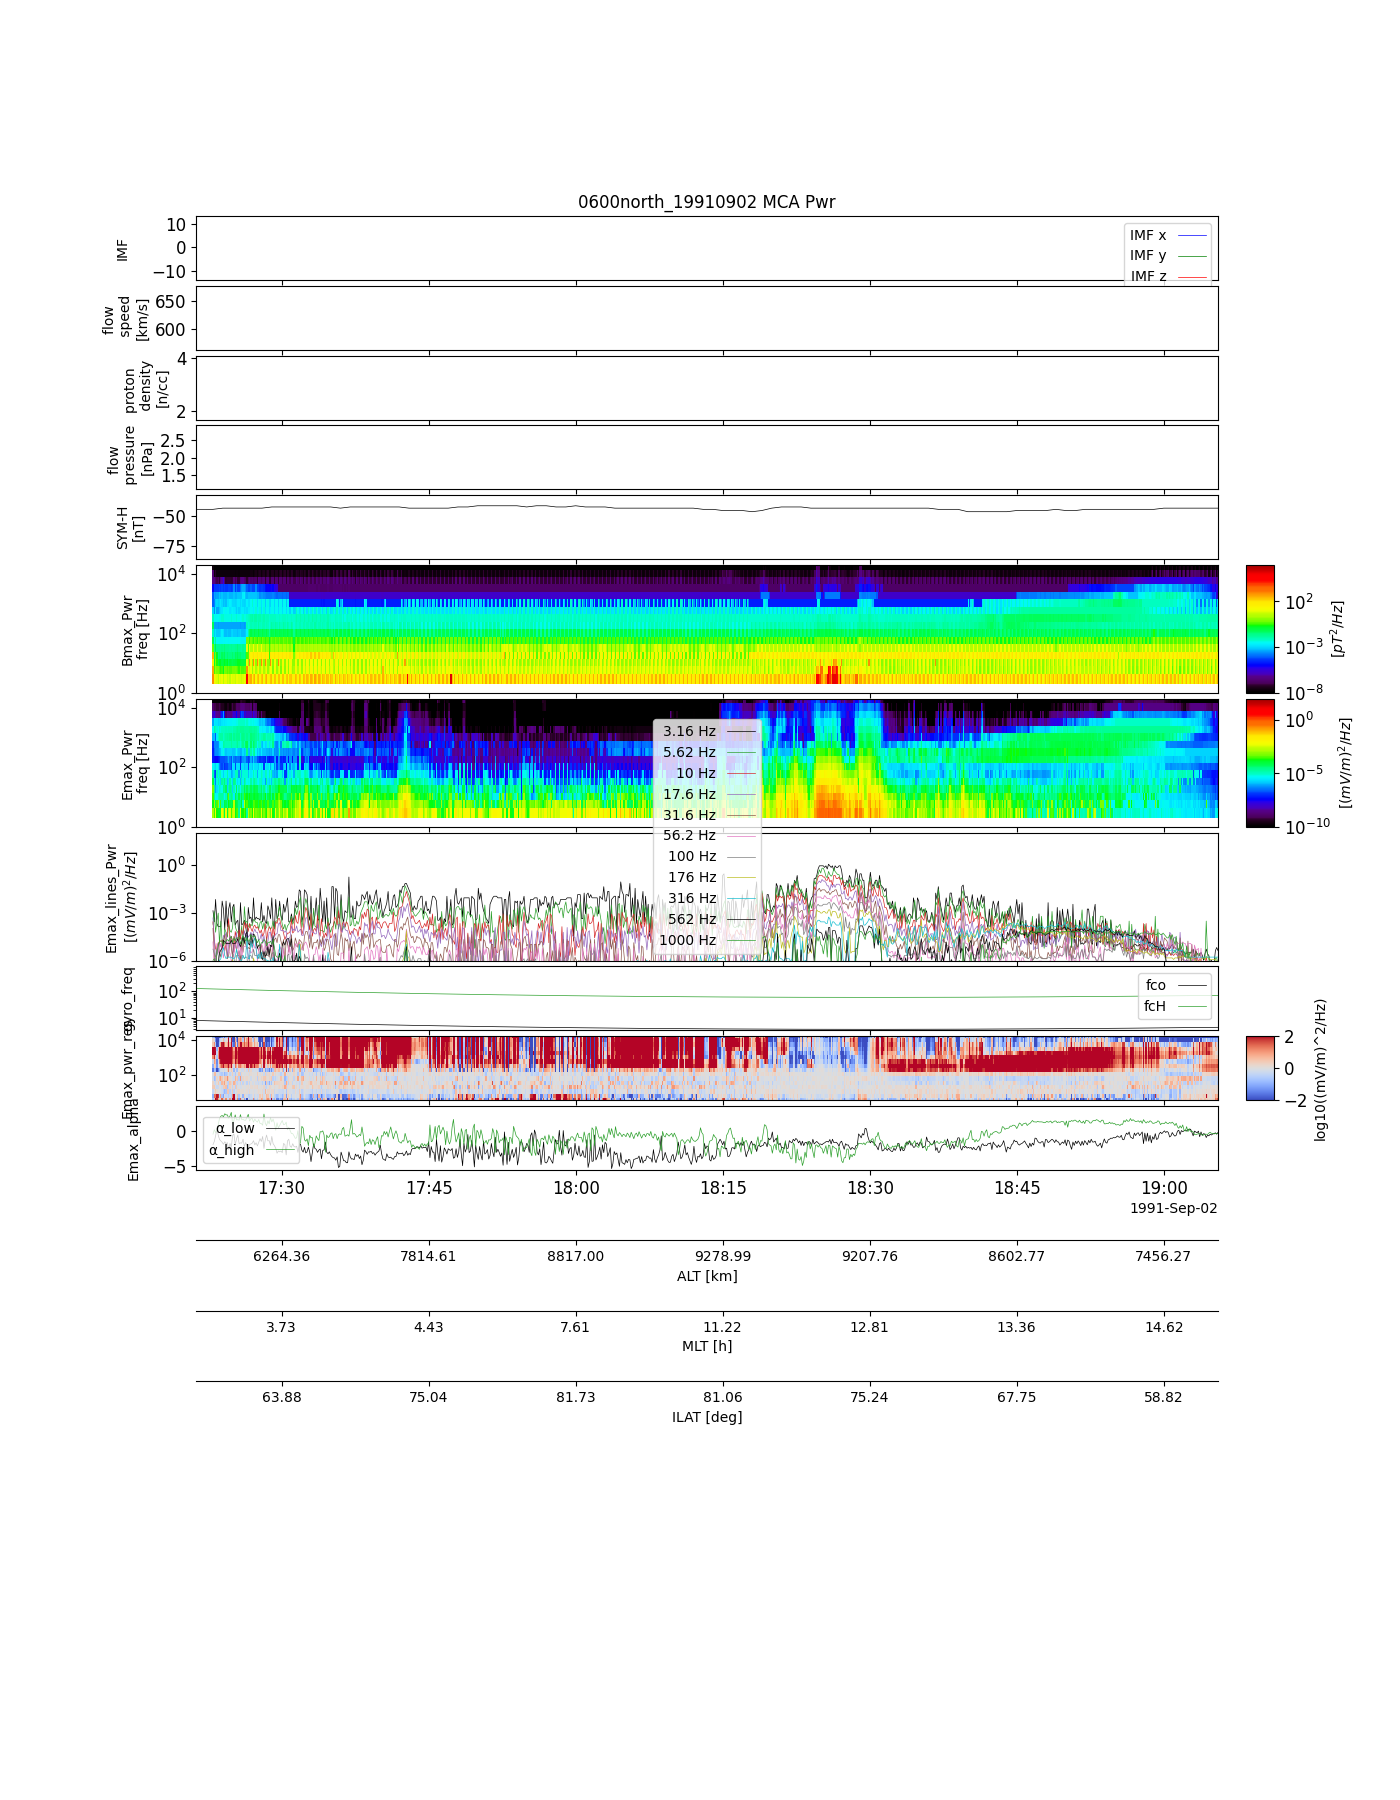 0600north_19910902 MCA Pwr
10
0
−10
IMF
IMF x
IMF y
IMF z
650
600
flow
speed
[km/s]
4
2
proton
density
[n/cc]
2.5
2.0
1.5
flow
pressure
[nPa]
−50
−75
SYM-H
[nT]
10^4
10^2
10^0
Bmax_Pwr
freq [Hz]
10^2
10^−3
10^−8
[pT^2/Hz]
10^4
10^2
10^0
Emax_Pwr
freq [Hz]
10^0
10^−5
10^−10
[(mV/m)^2/Hz]
3.16 Hz
5.62 Hz
10 Hz
17.6 Hz
31.6 Hz
56.2 Hz
100 Hz
176 Hz
316 Hz
562 Hz
1000 Hz
10^0
10^−3
10^−6
Emax_lines_Pwr
[(mV/m)^2/Hz]
10^2
10^1
gyro_freq
fco
fcH
10^4
10^2
Emax_pwr_reg
2
0
−2
log10((mV/m)^2/Hz)
0
−5
Emax_alpha
α_low
α_high
17:30 17:45 18:00 18:15 18:30 18:45 19:00
1991-Sep-02
6264.36 7814.61 8817.00 9278.99 9207.76 8602.77 7456.27
ALT [km]
3.73 4.43 7.61 11.22 12.81 13.36 14.62
MLT [h]
63.88 75.04 81.73 81.06 75.24 67.75 58.82
ILAT [deg]